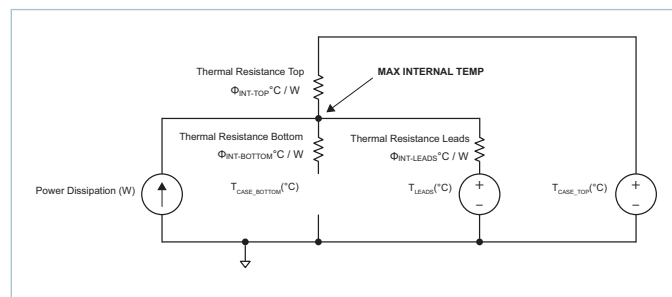 Thermal Resistance Top
ΦINT-TOP°C / W
MAX INTERNAL TEMP
Thermal Resistance Bottom
ΦINT-BOTTOM°C / W
Thermal Resistance Leads
ΦINT-LEADS°C / W
Power Dissipation (W)
TCASE_BOTTOM(°C)
TLEADS(°C)
TCASE_TOP(°C)
+
–
+
–